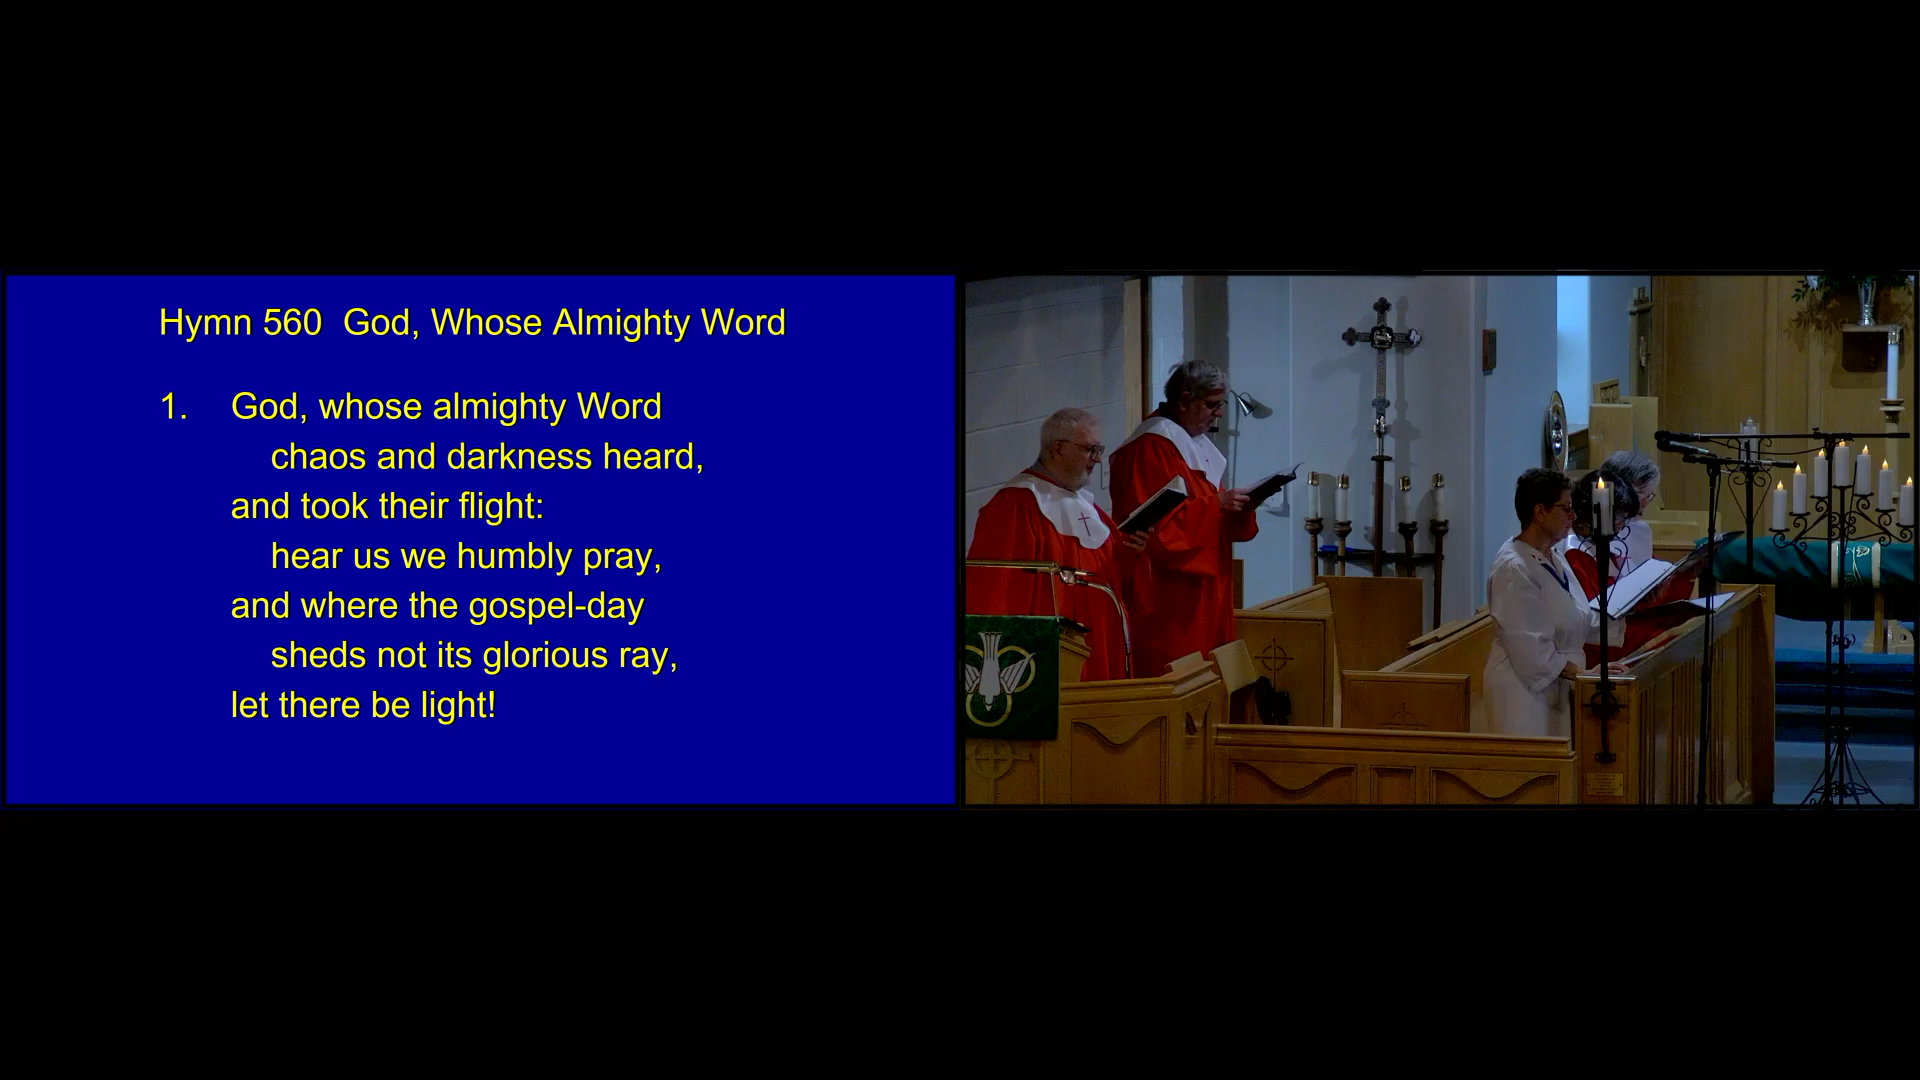 Hymn 560 God, Whose Almighty Word
1. God, whose almighty Word
chaos and darkness heard,
and took their flight:
hear us we humbly pray,
and where the gospel-day
sheds not its glorious ray,
let there be light!